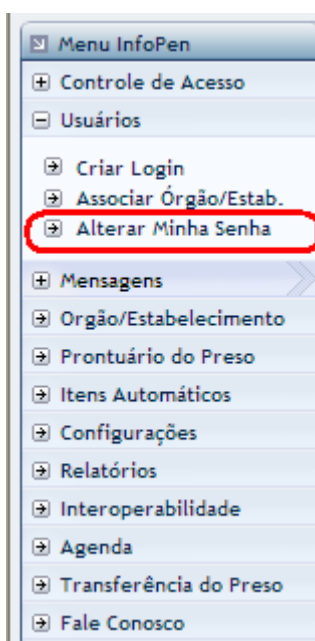 Menu InfoPen
Controle de Acesso
Usuários
Criar Login
Associar Órgão/Estab.
Alterar Minha Senha
Mensagens
Orgão/Estabelecimento
Prontuário do Preso
Itens Automáticos
Configurações
Relatórios
Interoperabilidade
Agenda
Transferência do Preso
Fale Conosco